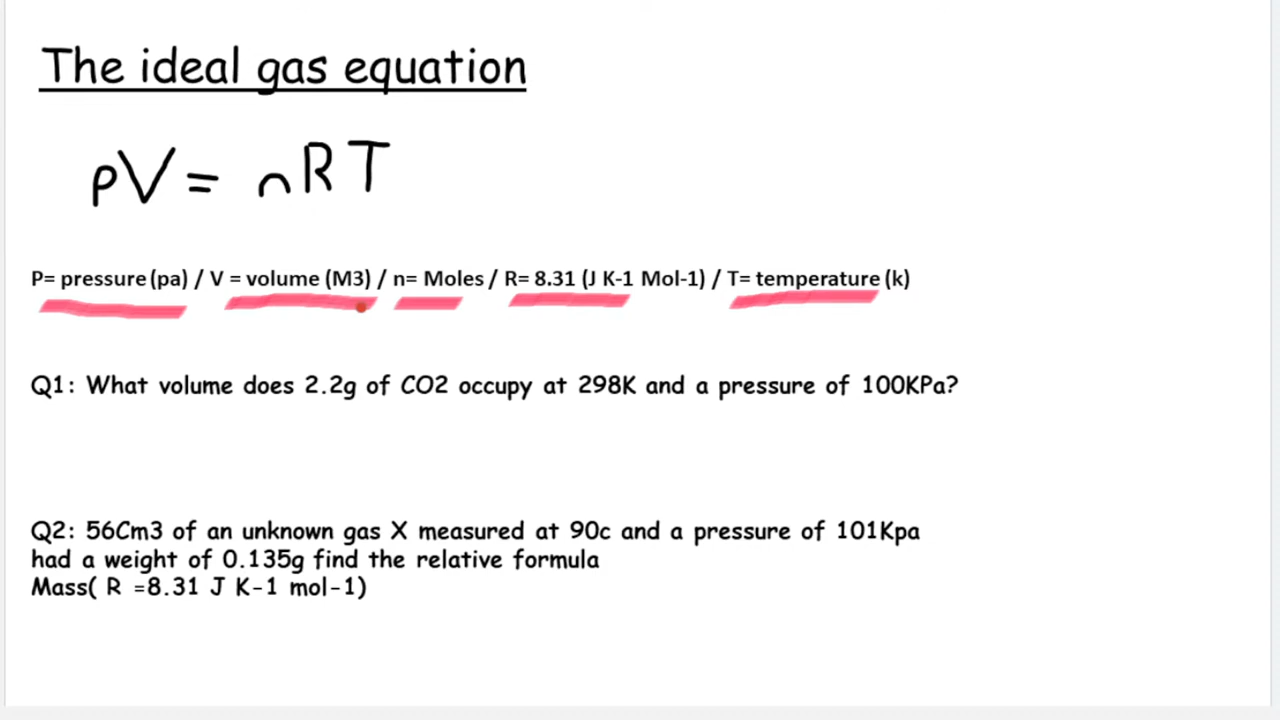 The ideal gas equation
pV = nRT
P= pressure (pa) / V = volume (M3) / n= Moles / R= 8.31 (J K-1 Mol-1) / T= temperature (k)
Q1: What volume does 2.2g of CO2 occupy at 298K and a pressure of 100KPa?
Q2: 56Cm3 of an unknown gas X measured at 90c and a pressure of 101Kpa
had a weight of 0.135g find the relative formula
Mass( R =8.31 J K-1 mol-1)